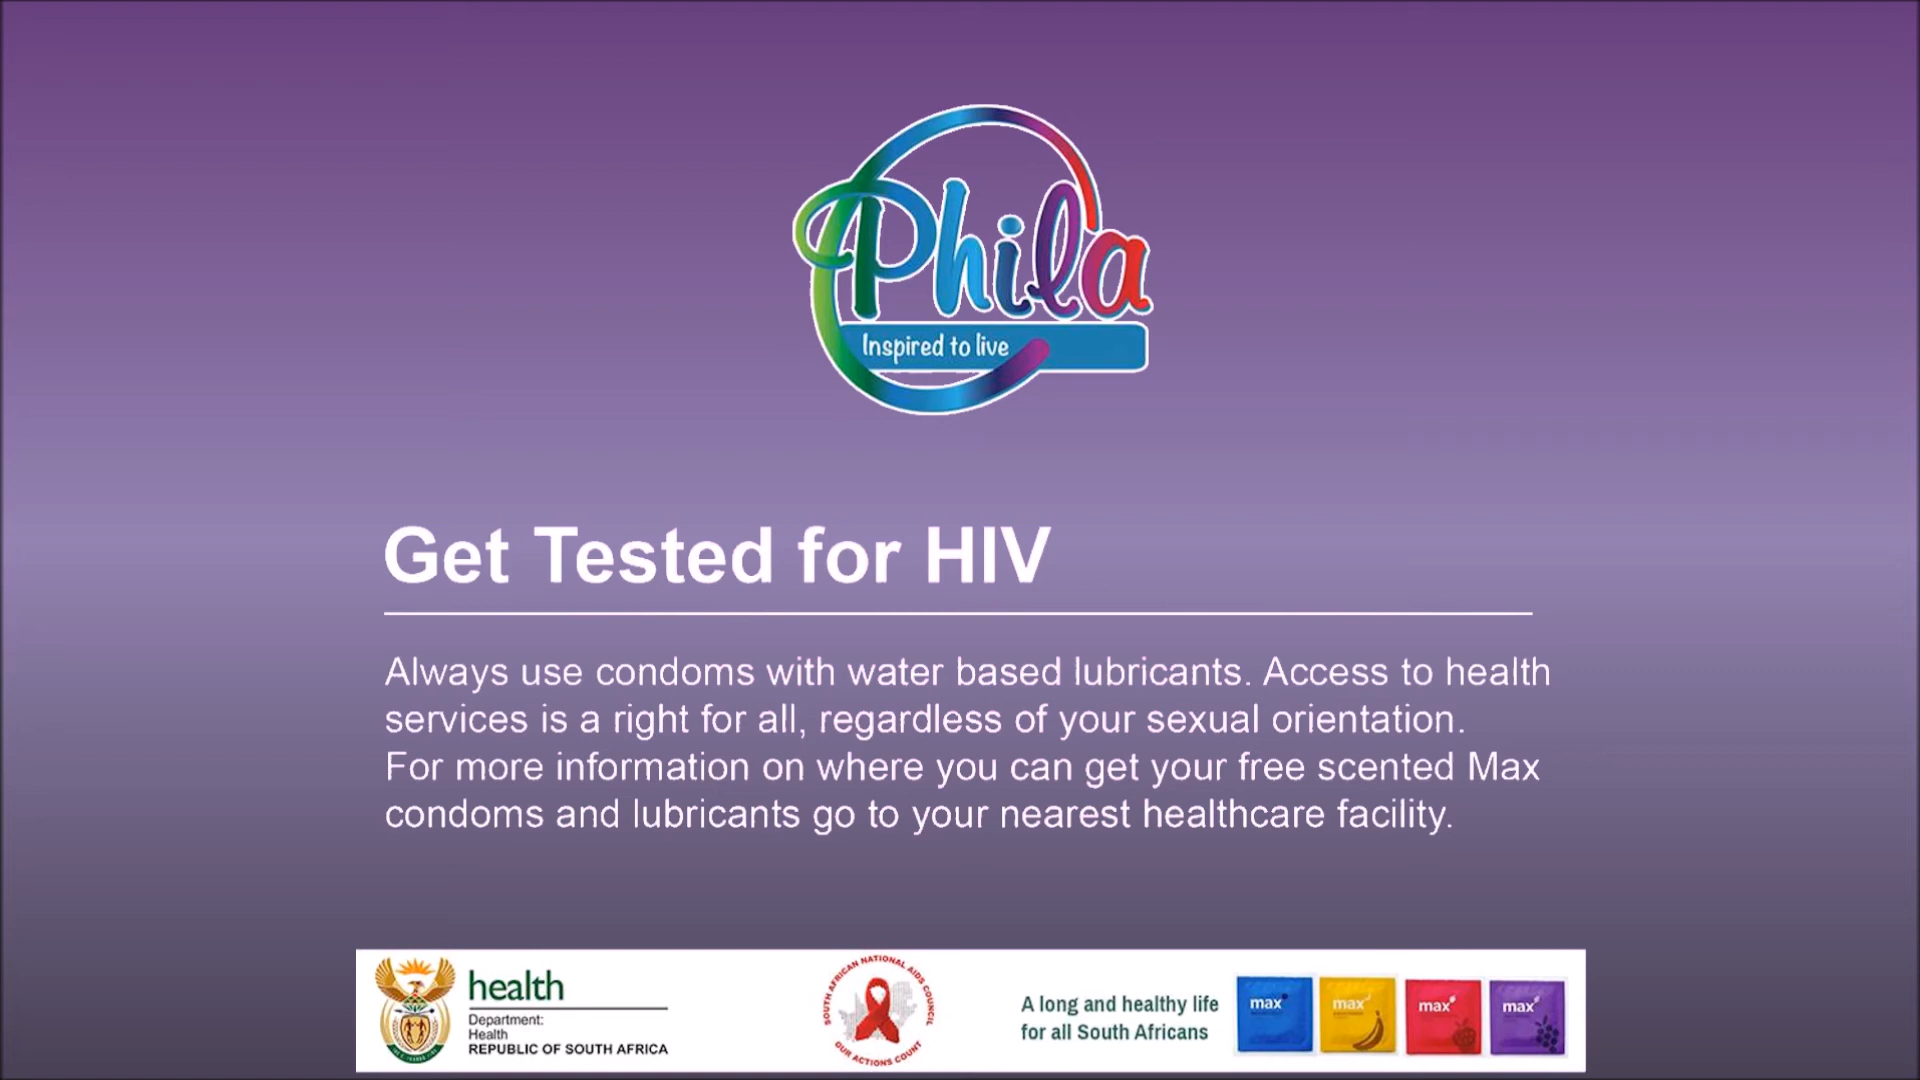 Phila
Inspired to live
Get Tested for HIV
Always use condoms with water based lubricants. Access to health
services is a right for all, regardless of your sexual orientation.
For more information on where you can get your free scented Max
condoms and lubricants go to your nearest healthcare facility.
health
Department:
Health
REPUBLIC OF SOUTH AFRICA
SOUTH AFRICAN NATIONAL AIDS COUNCIL
OUR ACTIONS COUNT
A long and healthy life
for all South Africans
max
max
max
max